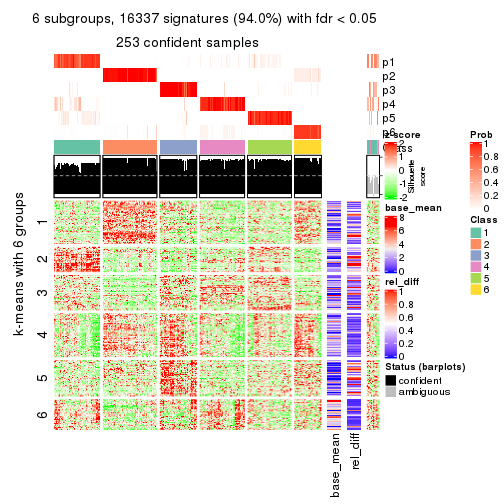 6 subgroups, 16337 signatures (94.0%) with fdr < 0.05
253 confident samples
p1
p2
p3
p4
p5
p6
Class
Silhouette
score
k-means with 6 groups
1
2
3
4
5
6
base_mean
rel_diff
z-score
2
1
0
-1
-2
base_mean
8
6
4
2
0
rel_diff
1
0.8
0.6
0.4
0.2
0
Status (barplots)
confident
ambiguous
Prob
1
0.8
0.6
0.4
0.2
0
Class
1
2
3
4
5
6